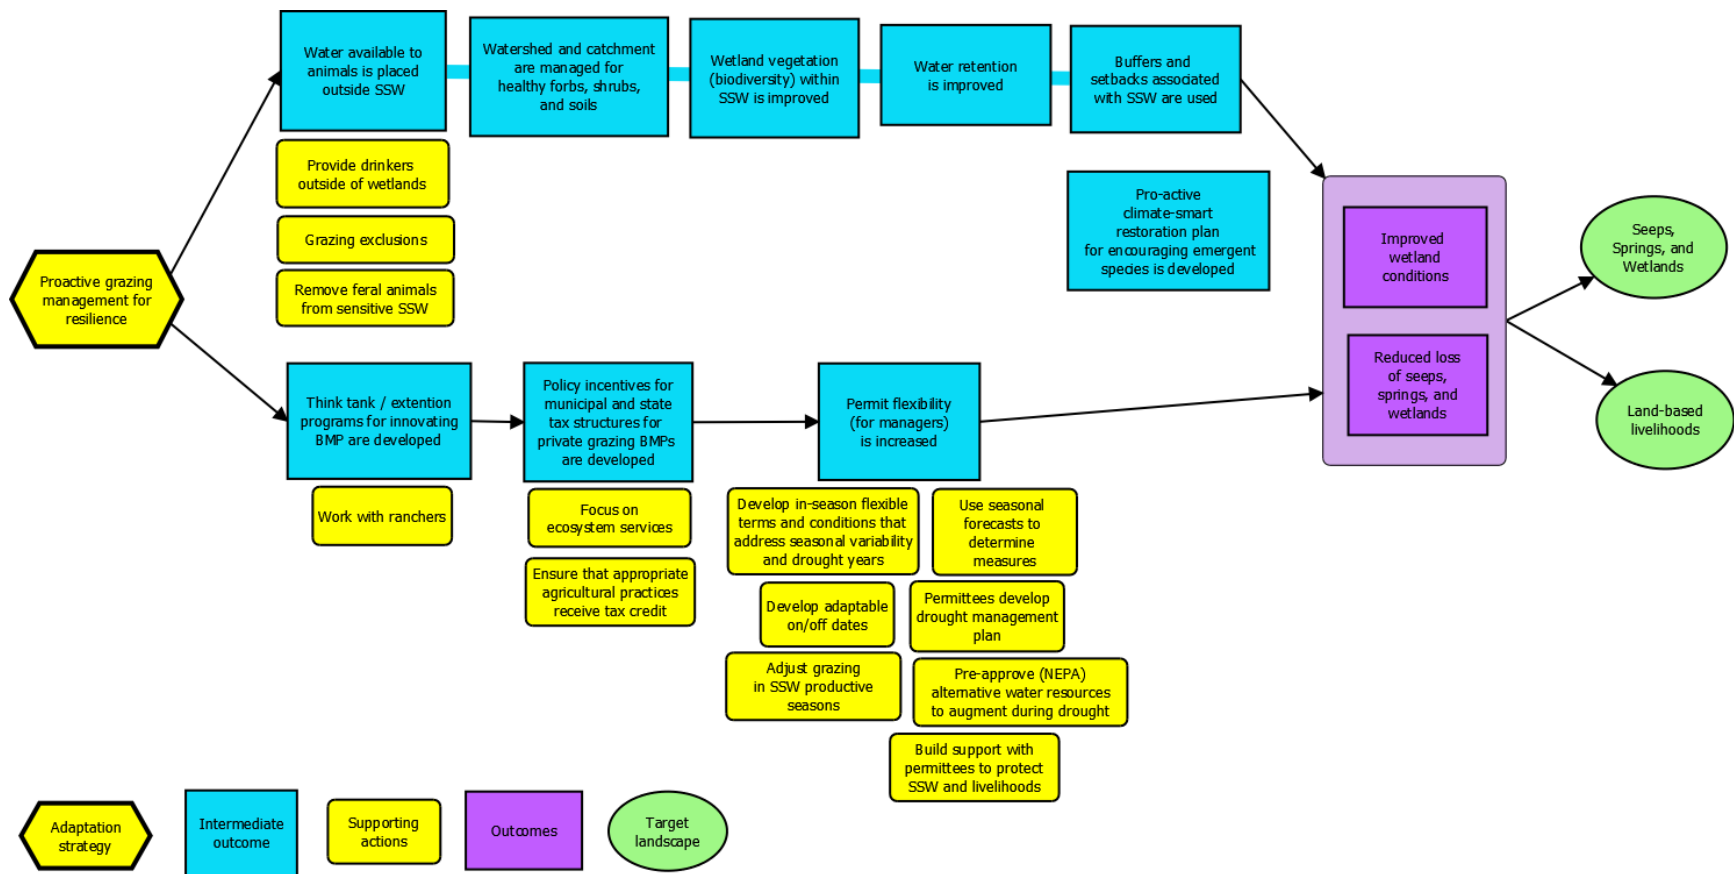 Water available to
animals is placed
outside SSW
Watershed and catchment
are managed for
healthy forbs, shrubs,
and soils
Wetland vegetation
(biodiversity) within
SSW is improved
Water retention
is improved
Buffers and
setbacks associated
with SSW are used
Provide drinkers
outside of wetlands
Grazing exclusions
Remove feral animals
from sensitive SSW
Pro-active
climate-smart
restoration plan
for encouraging emergent
species is developed
Proactive grazing
management for
resilience
Improved
wetland
conditions
Reduced loss
of seeps,
springs, and
wetlands
Seeps,
Springs, and
Wetlands
Land-based
livelihoods
Think tank / extention
programs for innovating
BMP are developed
Policy incentives for
municipal and state
tax structures for
private grazing BMPs
are developed
Permit flexibility
(for managers)
is increased
Work with ranchers
Focus on
ecosystem services
Ensure that appropriate
agricultural practices
receive tax credit
Develop in-season flexible
terms and conditions that
address seasonal variability
and drought years
Use seasonal
forecasts to
determine
measures
Develop adaptable
on/off dates
Permittees develop
drought management
plan
Adjust grazing
in SSW productive
seasons
Pre-approve (NEPA)
alternative water resources
to augment during drought
Build support with
permittees to protect
SSW and livelihoods
Adaptation
strategy
Intermediate
outcome
Supporting
actions
Outcomes
Target
landscape